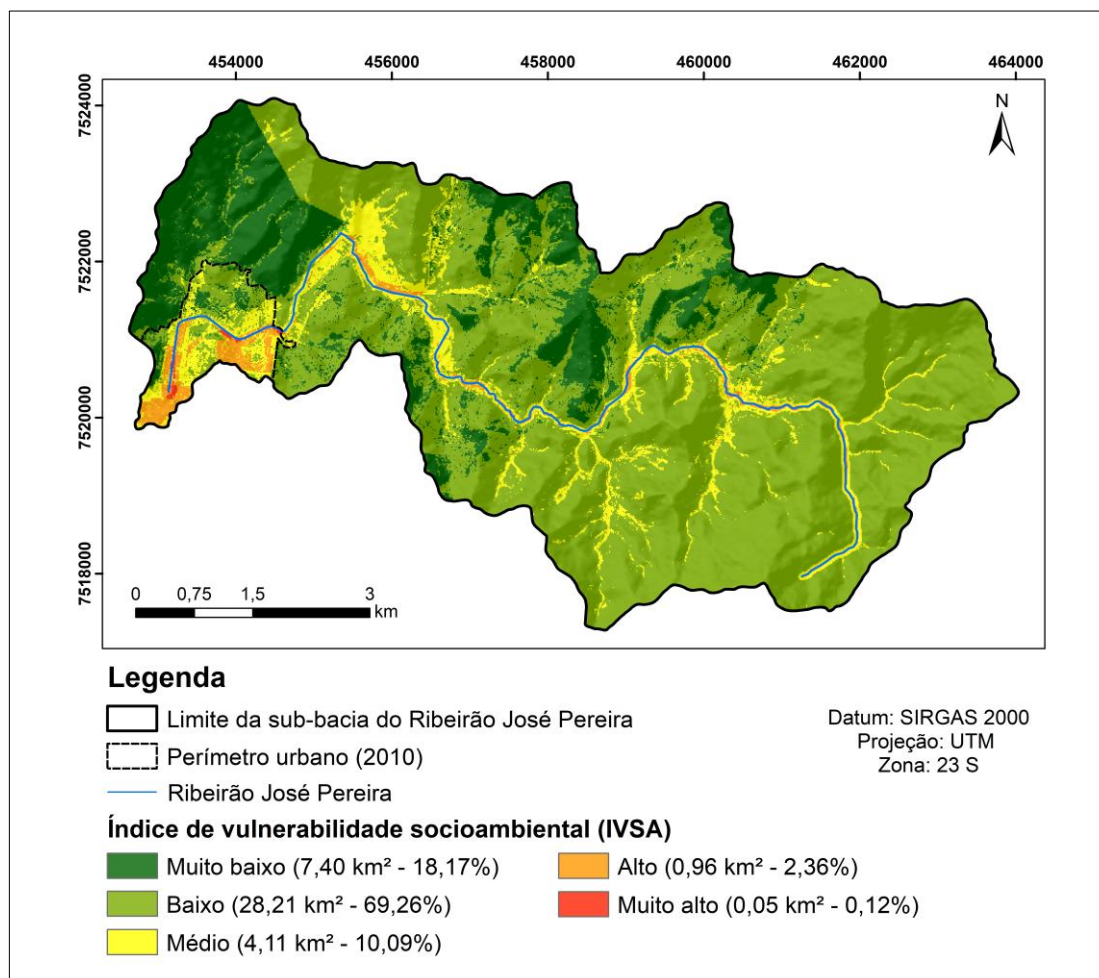 454000 456000 458000 460000 462000 464000
7524000
7522000
7520000
7518000
N
0 0,75 1,5 3
km
Legenda
Limite da sub-bacia do Ribeirão José Pereira
Perímetro urbano (2010)
Ribeirão José Pereira
Datum: SIRGAS 2000
Projeção: UTM
Zona: 23 S
Índice de vulnerabilidade socioambiental (IVSA)
Muito baixo (7,40 km² - 18,17%)
Baixo (28,21 km² - 69,26%)
Médio (4,11 km² - 10,09%)
Alto (0,96 km² - 2,36%)
Muito alto (0,05 km² - 0,12%)